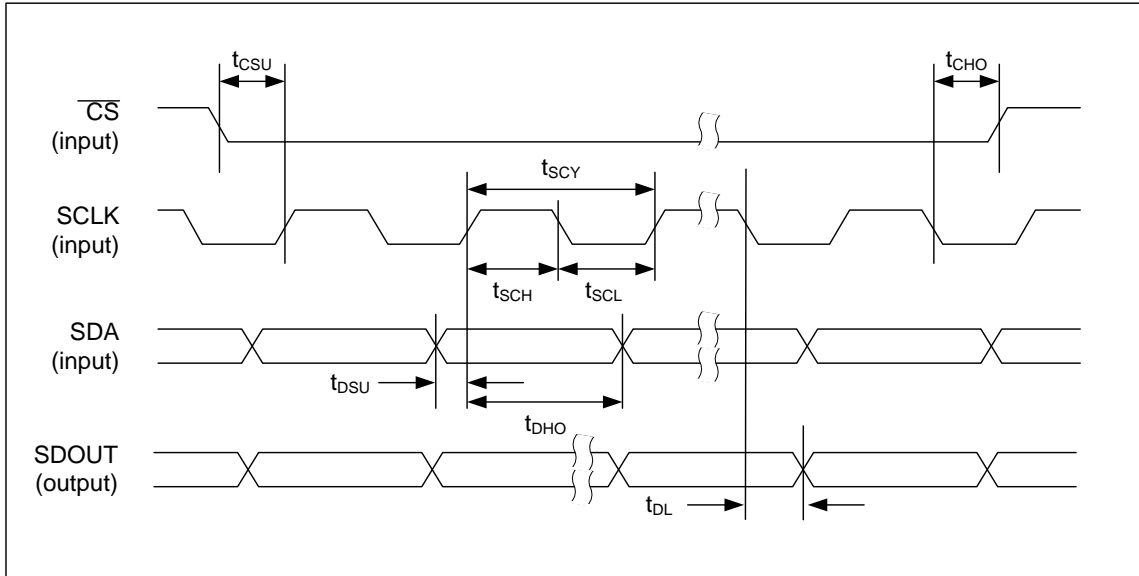 tCSU
tCHO
CS
(input)
tSCY
SCLK
(input)
tSCH
tSCL
SDA
(input)
tDSU
tDHO
SDOUT
(output)
tDL